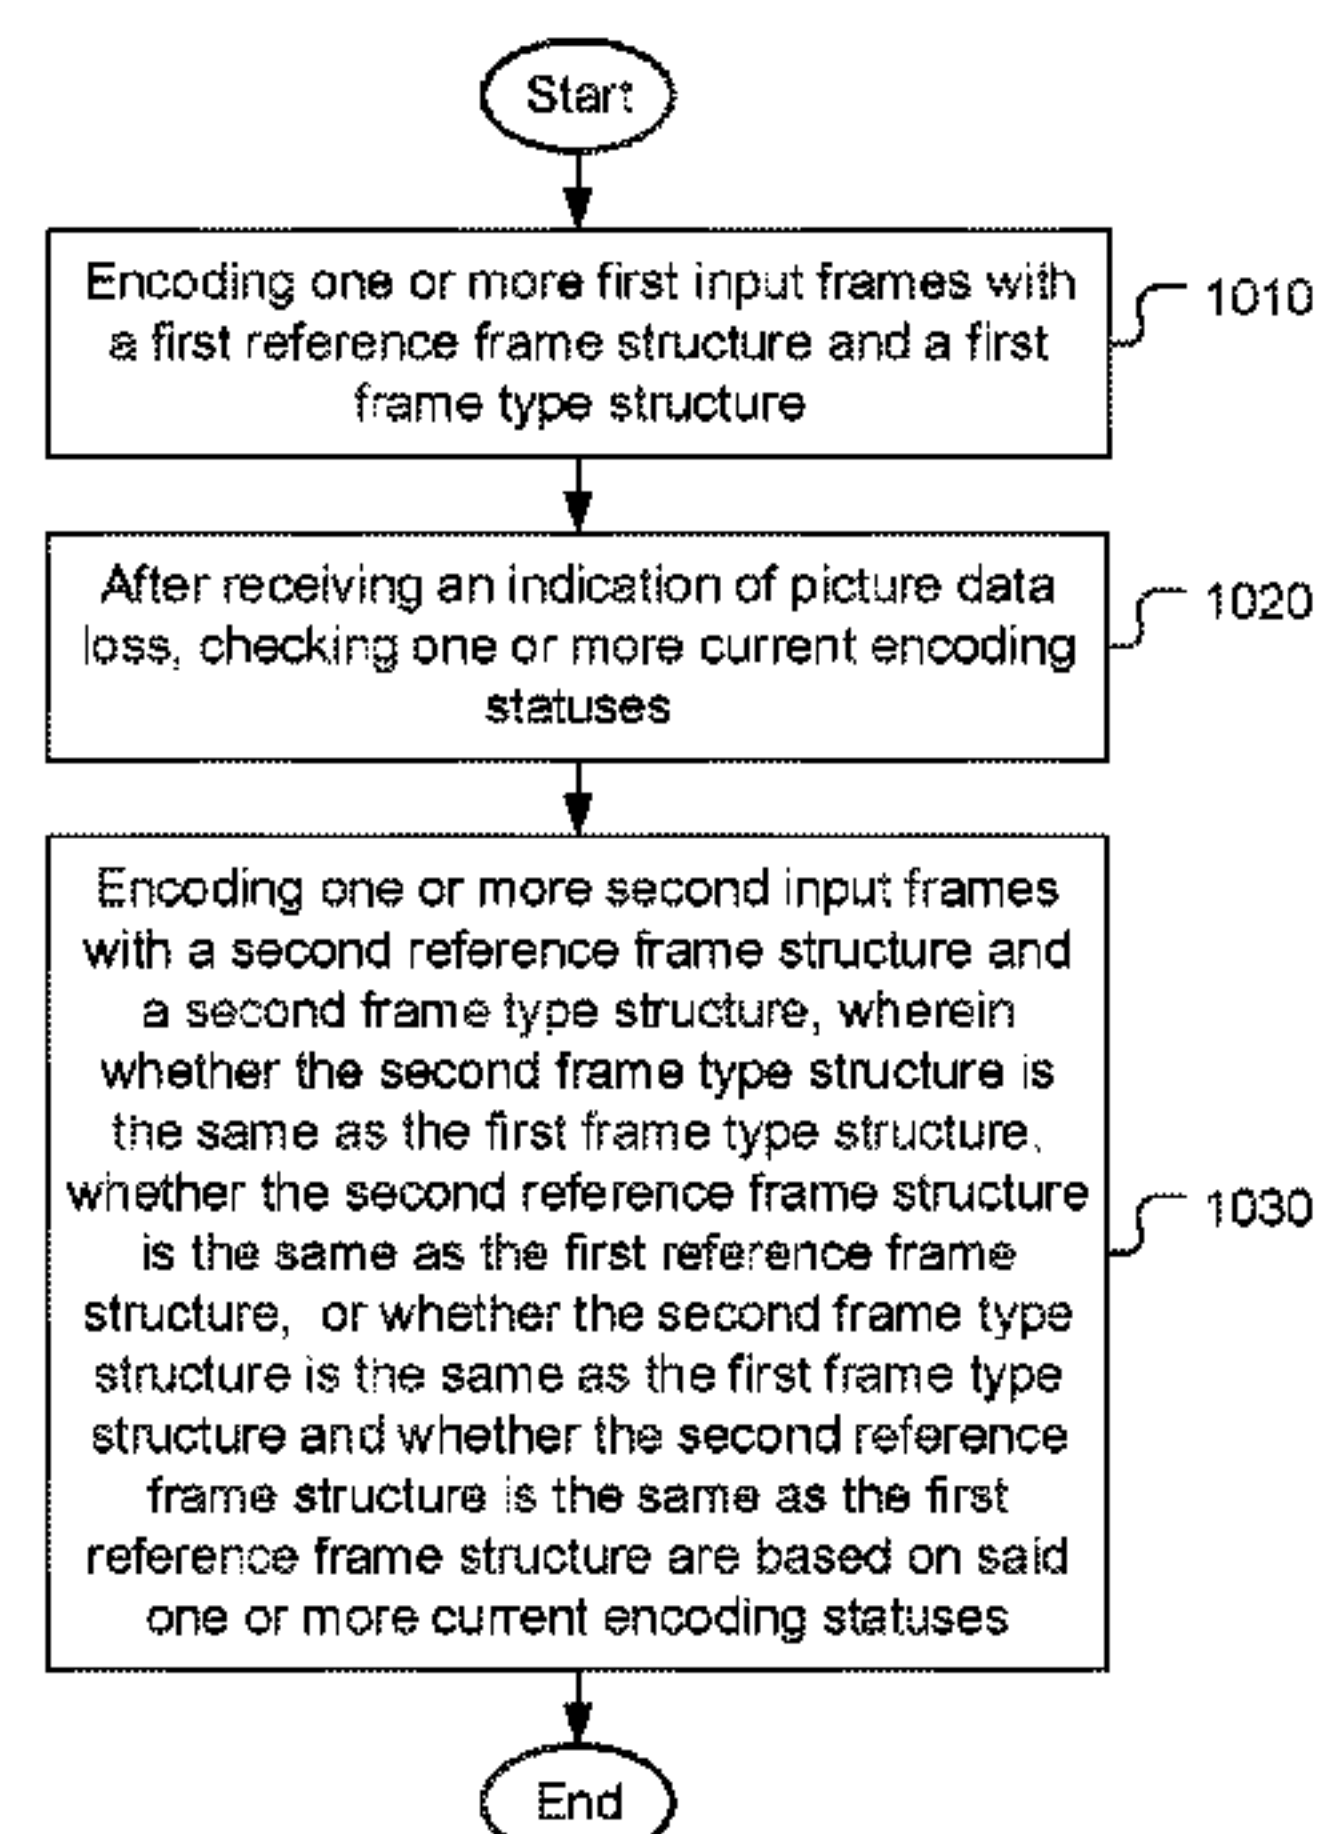 Start
Encoding one or more first input frames with
a first reference frame structure and a first
frame type structure
1010
After receiving an indication of picture data
loss, checking one or more current encoding
statuses
1020
Encoding one or more second input frames
with a second reference frame structure and
a second frame type structure, wherein
whether the second frame type structure is
the same as the first frame type structure,
whether the second reference frame structure
is the same as the first reference frame
structure, or whether the second frame type
structure is the same as the first frame type
structure and whether the second reference
frame structure is the same as the first
reference frame structure are based on said
one or more current encoding statuses
1030
End